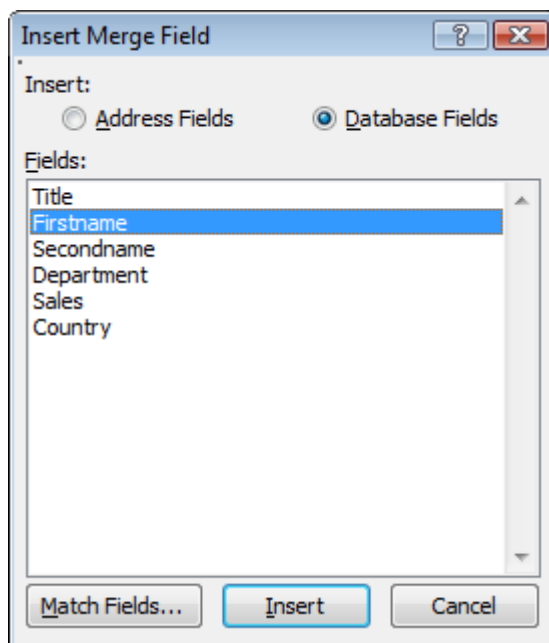 Insert Merge Field
Insert:
Address Fields Database Fields
Fields:
Title
Firstname
Secondname
Department
Sales
Country
Match Fields... Insert Cancel